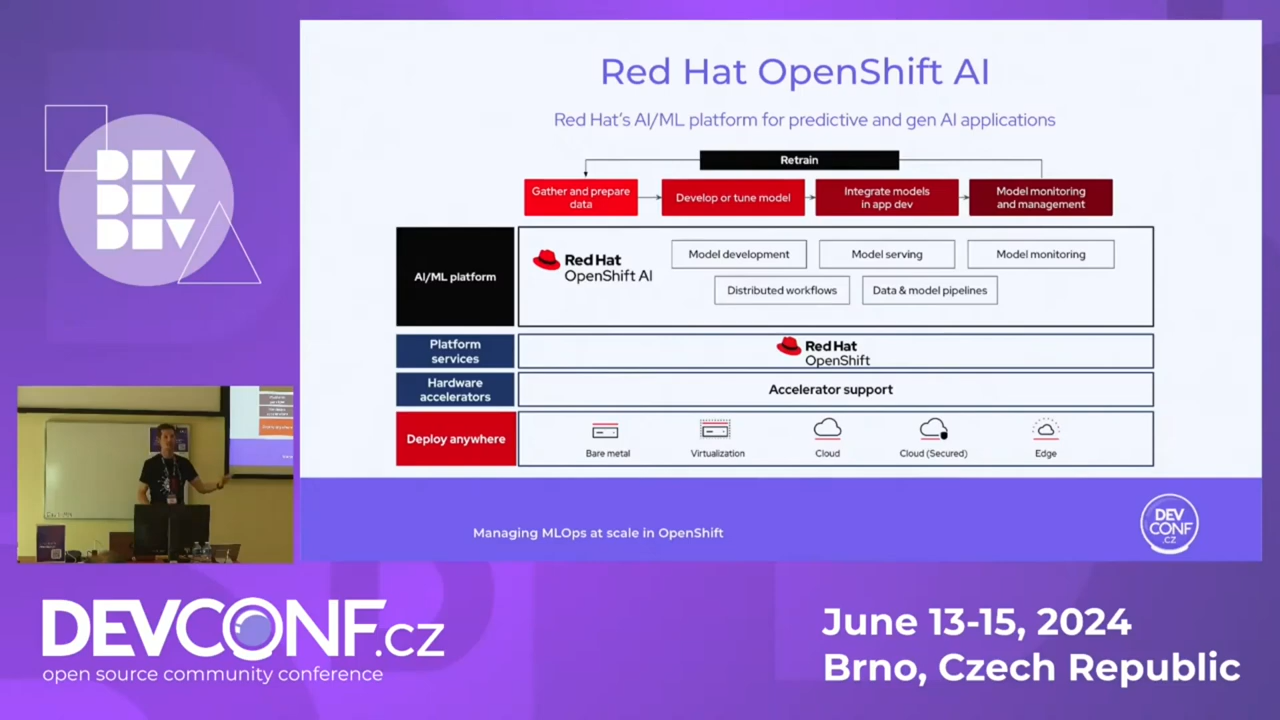 DEV
DEV
DEV
Red Hat OpenShift AI
Red Hat's AI/ML platform for predictive and gen AI applications
Retrain
Gather and prepare
data
Develop or tune model
Integrate models
in app dev
Model monitoring
and management
AI/ML platform
Red Hat
OpenShift AI
Model development
Model serving
Model monitoring
Distributed workflows
Data & model pipelines
Platform
services
Red Hat
OpenShift
Hardware
accelerators
Accelerator support
Deploy anywhere
Bare metal
Virtualization
Cloud
Cloud (Secured)
Edge
Managing MLOps at scale in OpenShift
DEV
CONF
.CZ
DEVCONF.cz
open source community conference
June 13-15, 2024
Brno, Czech Republic